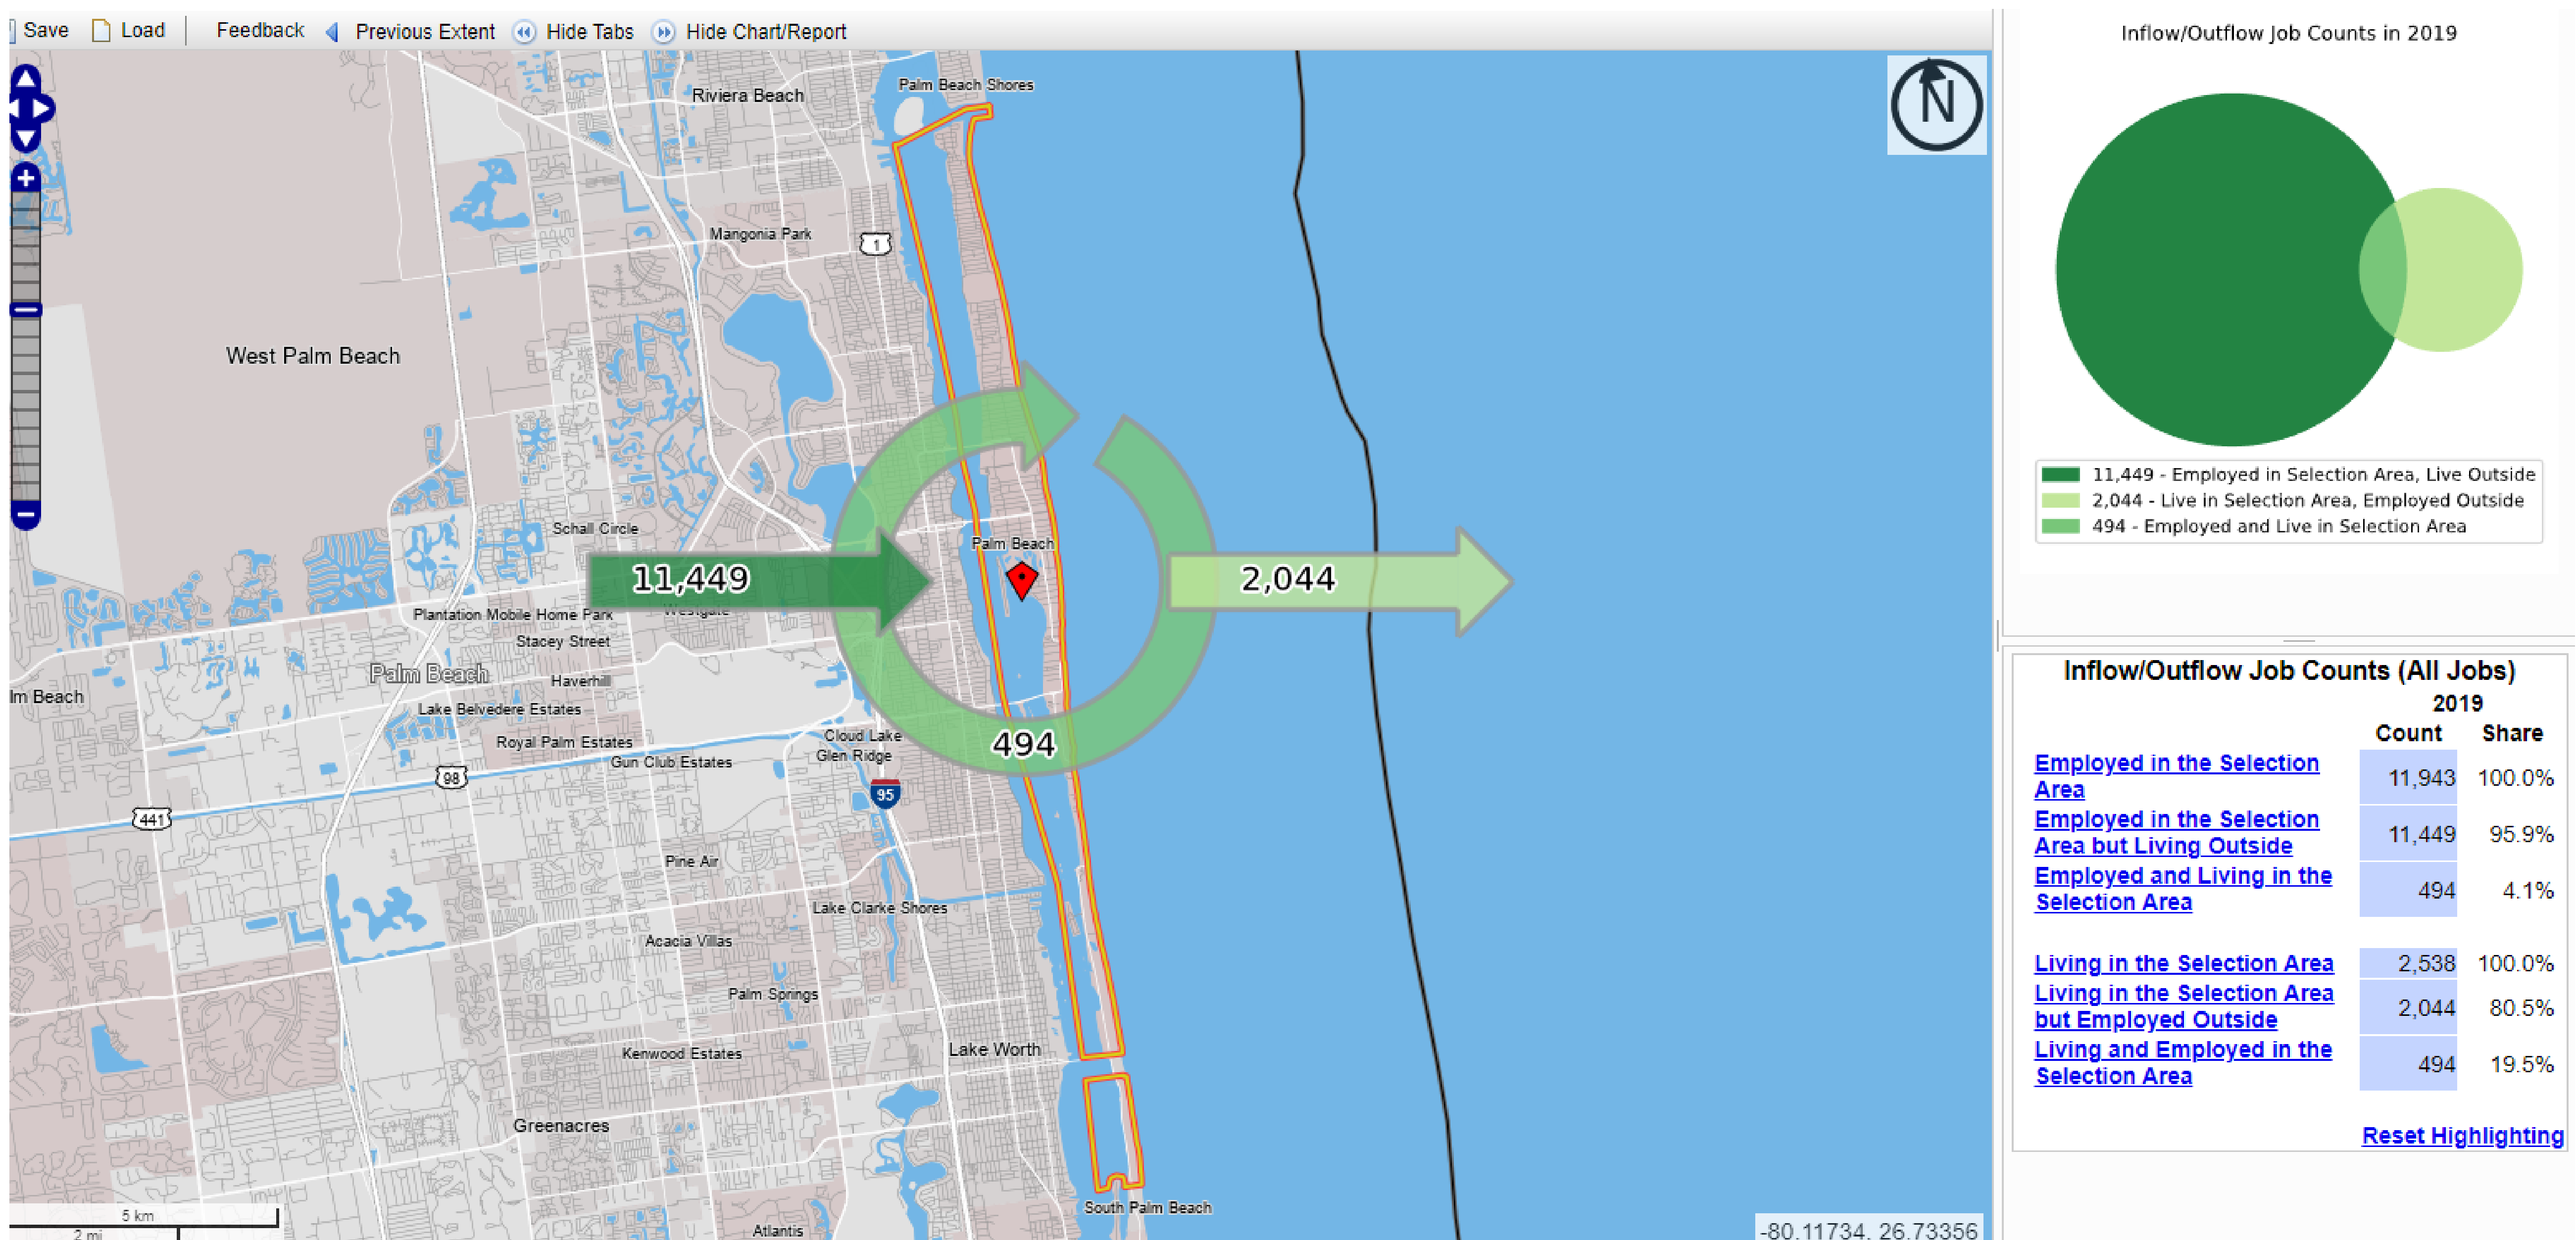 Save Load Feedback Previous Extent Hide Tabs Hide Chart/Report
Palm Beach Shores
Riviera Beach
N
Mangonia Park
1
West Palm Beach
Schall Circle
Palm Beach
11,449
2,044
Plantation Mobile Home Park
Westgate
Stacey Street
Palm Beach
Haverhill
lm Beach
Lake Belvedere Estates
Royal Palm Estates
Cloud Lake
494
Glen Ridge
Gun Club Estates
98
95
441
Pine Air
Lake Clarke Shores
Acacia Villas
Palm Springs
Kenwood Estates
Lake Worth
Greenacres
South Palm Beach
Atlantis
5 km
2 mi
-80.11734, 26.73356
Inflow/Outflow Job Counts in 2019
11,449 - Employed in Selection Area, Live Outside
2,044 - Live in Selection Area, Employed Outside
494 - Employed and Live in Selection Area
Inflow/Outflow Job Counts (All Jobs)
2019
Count Share
Employed in the Selection
Area 11,943 100.0%
Employed in the Selection
Area but Living Outside 11,449 95.9%
Employed and Living in the
Selection Area 494 4.1%
Living in the Selection Area 2,538 100.0%
Living in the Selection Area
but Employed Outside 2,044 80.5%
Living and Employed in the
Selection Area 494 19.5%
Reset Highlighting